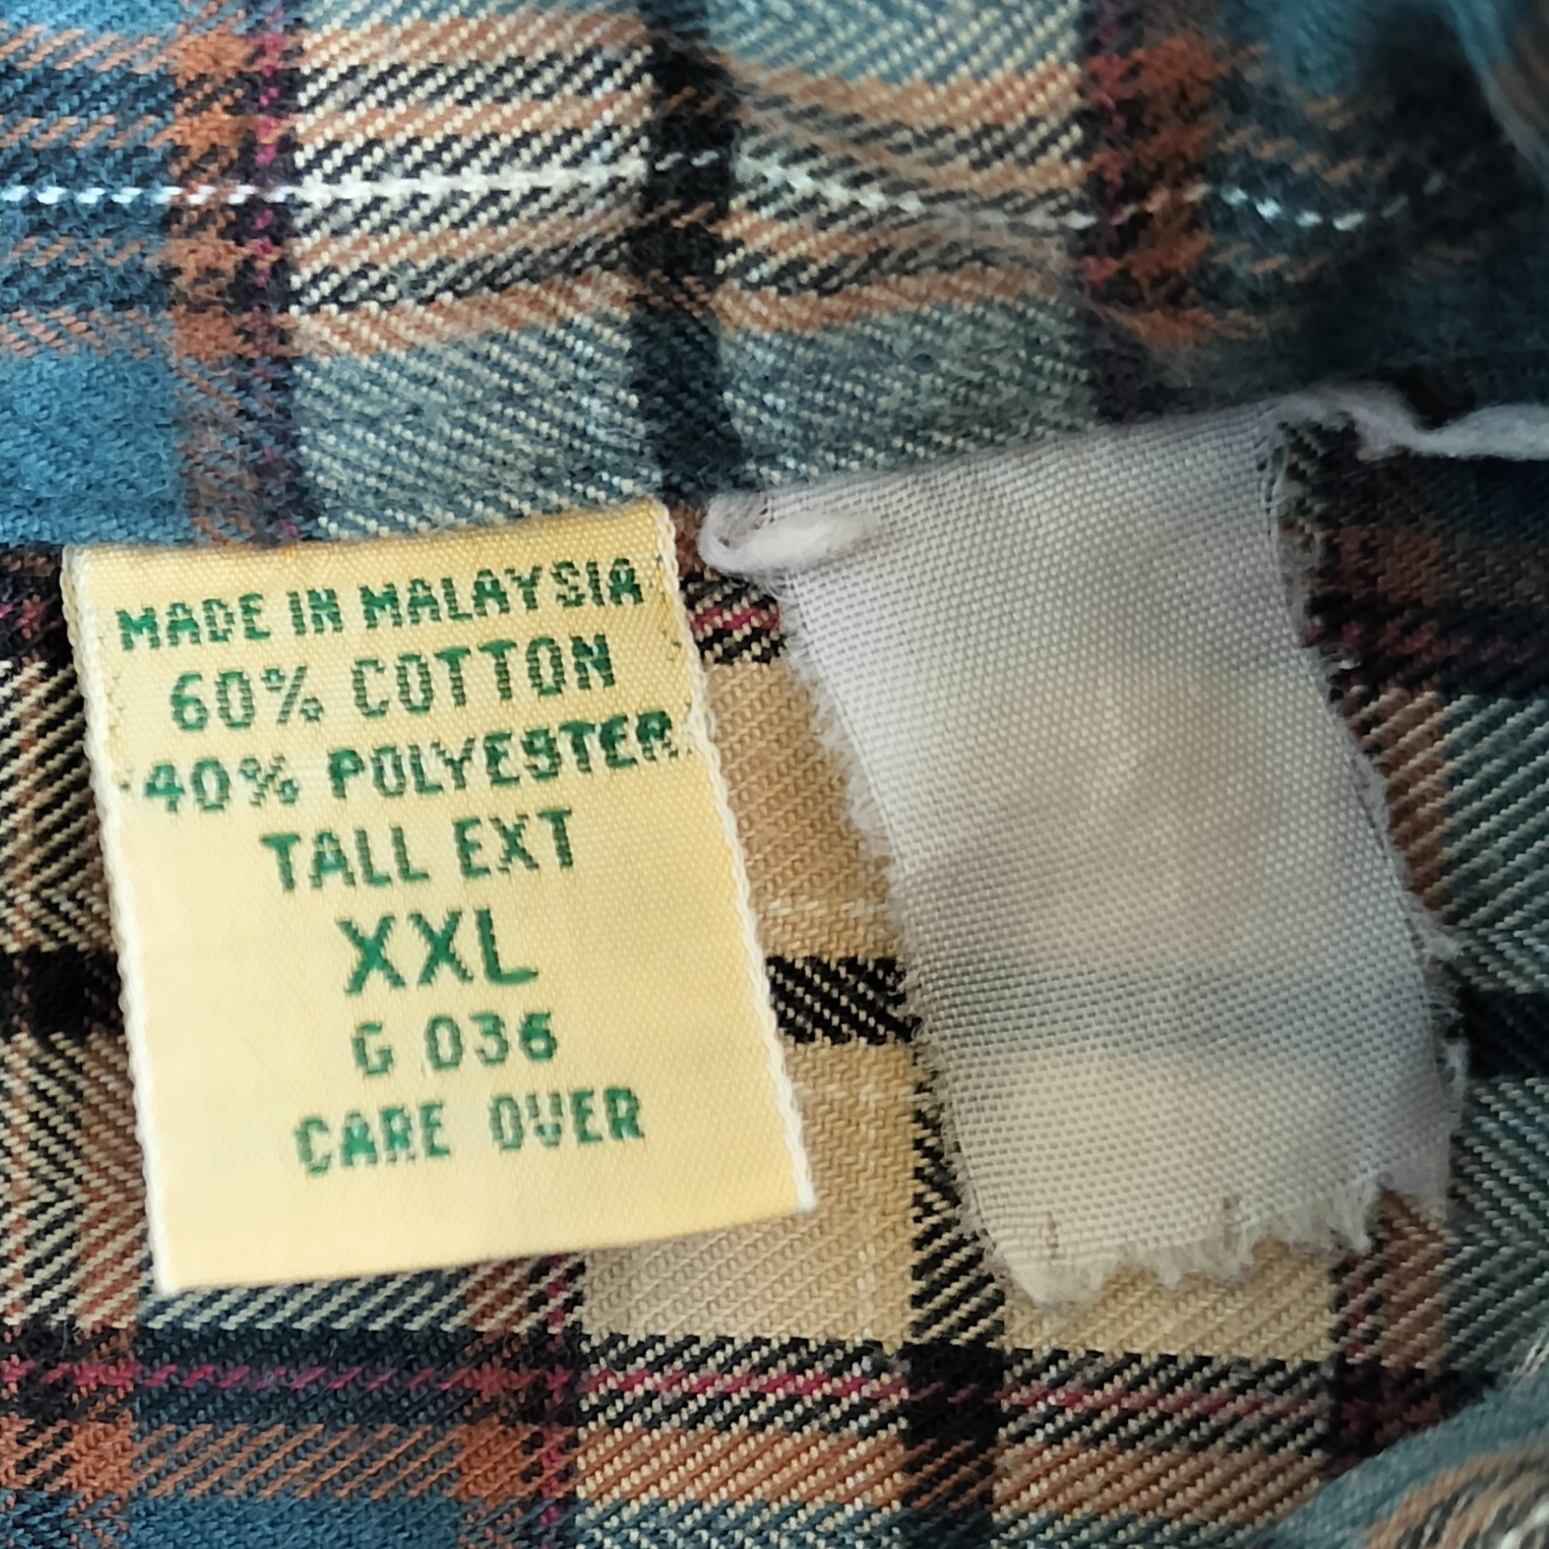 MADE IN MALAYSIA
60% COTTON
40% POLYESTER
TALL EXT
XXL
G 036
CARE OVER